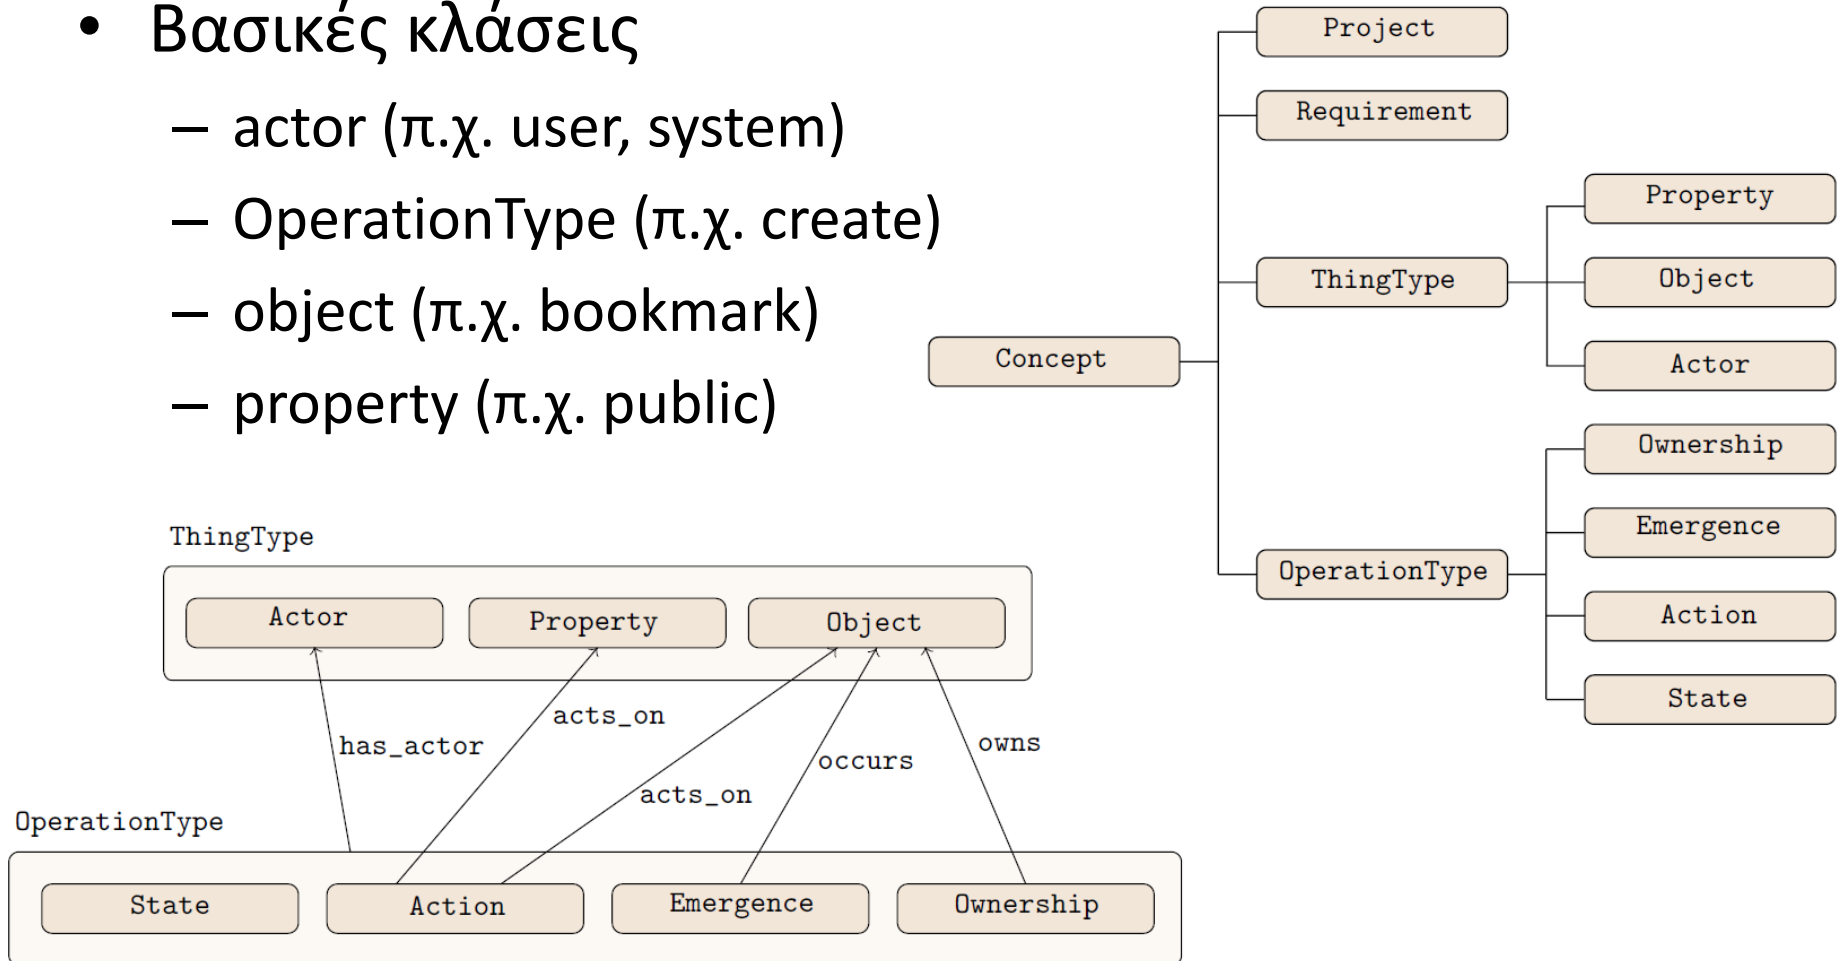 • Βασικές κλάσεις
– actor (π.χ. user, system)
– OperationType (π.χ. create)
– object (π.χ. bookmark)
– property (π.χ. public)
Project
Requirement
Property
ThingType
Object
Concept
Actor
Ownership
Emergence
OperationType
Action
State
ThingType
Actor
Property
Object
acts_on
has_actor
owns
occurs
acts_on
OperationType
State
Action
Emergence
Ownership